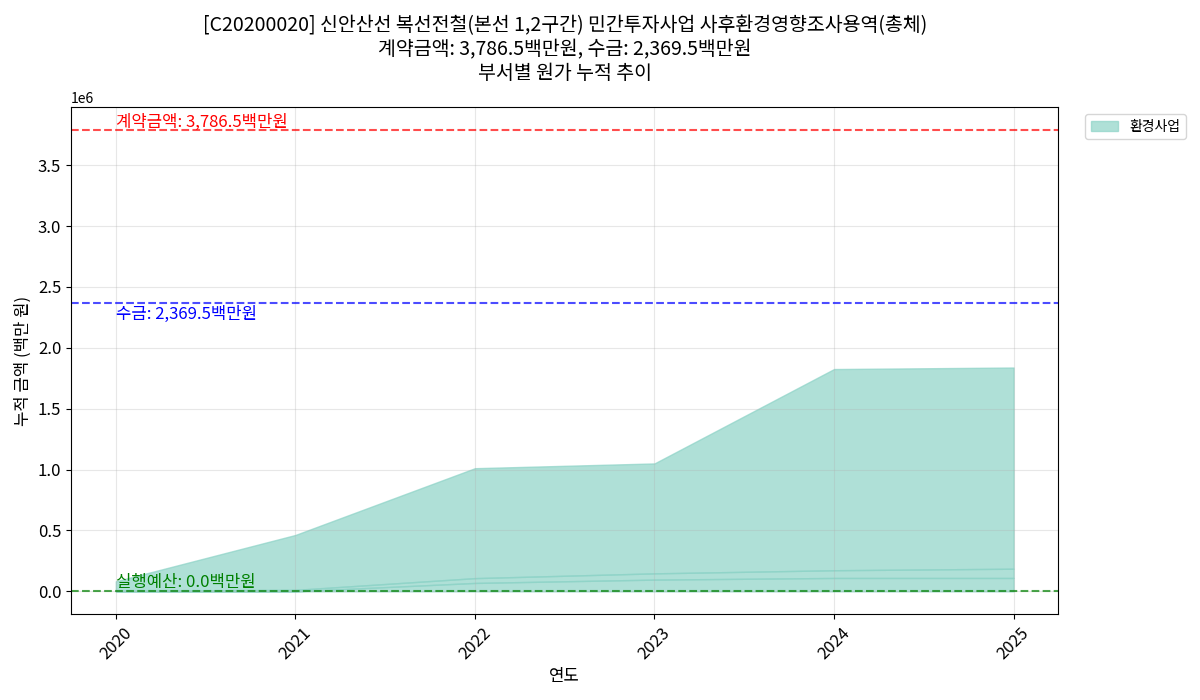 [C20200020] 신안산선 복선전철(본선 1,2구간) 민간투자사업 사후환경영향조사용역(총체)
계약금액: 3,786.5백만원, 수금: 2,369.5백만원
부서별 원가 누적 추이
1e6
계약금액: 3,786.5백만원
환경사업
3.5
3.0
2.5
수금: 2,369.5백만원
2.0
1.5
1.0
0.5
실행예산: 0.0백만원
0.0
누적 금액 (백만 원)
2020
2021
2022
2023
2024
2025
연도